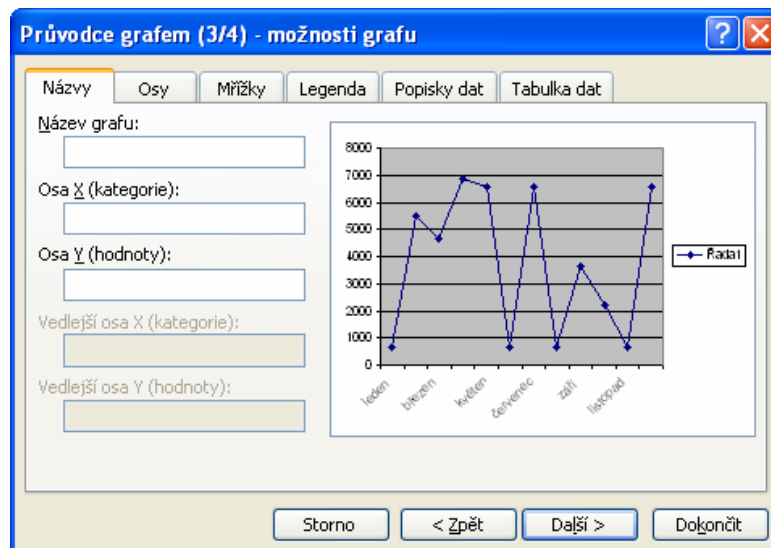 Průvodce grafem (3/4) - možnosti grafu
Názvy Osy Mřížky Legenda Popisky dat Tabulka dat
Název grafu:
Osa X (kategorie):
Osa Y (hodnoty):
Vedlejší osa X (kategorie):
Vedlejší osa Y (hodnoty):
8000
7000
6000
5000
4000
3000
2000
1000
0
leden březen květen červenec září listopad
Řada1
Storno < Zpět Další > Dokončit